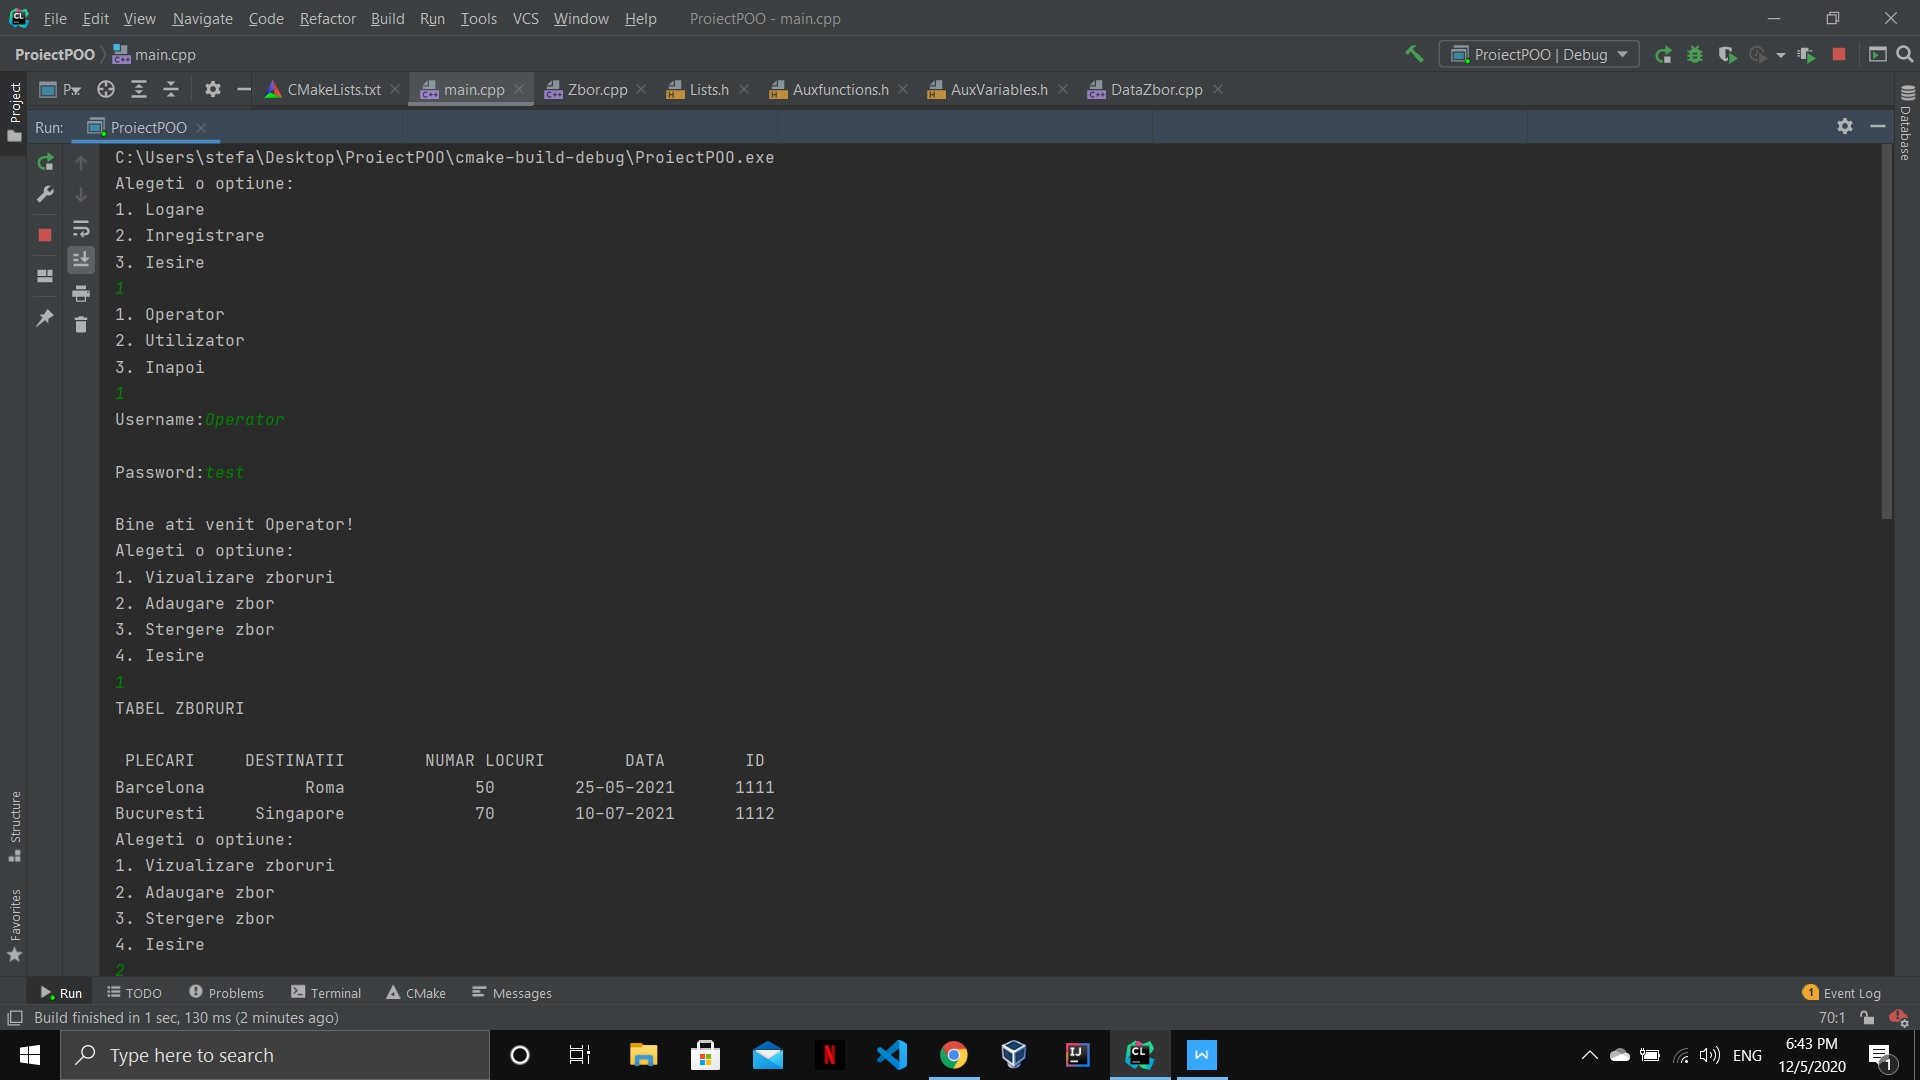 File Edit View Navigate Code Refactor Build Run Tools VCS Window Help ProiectPOO - main.cpp
ProiectPOO main.cpp ProiectPOO | Debug
Project P... CMakeLists.txt main.cpp Zbor.cpp Lists.h Auxfunctions.h AuxVariables.h DataZbor.cpp
Database
Run: ProiectPOO
C:\Users\stefa\Desktop\ProiectPOO\cmake-build-debug\ProiectPOO.exe
Alegeti o optiune:
1. Logare
2. Inregistrare
3. Iesire
1
1. Operator
2. Utilizator
3. Inapoi
1
Username:Operator
Password:test
Bine ati venit Operator!
Alegeti o optiune:
1. Vizualizare zboruri
2. Adaugare zbor
3. Stergere zbor
4. Iesire
1
TABEL ZBORURI
PLECARI DESTINATII NUMAR LOCURI DATA ID
Barcelona Roma 50 25-05-2021 1111
Bucuresti Singapore 70 10-07-2021 1112
Alegeti o optiune:
1. Vizualizare zboruri
2. Adaugare zbor
3. Stergere zbor
4. Iesire
2
Structure
Favorites
Run TODO Problems Terminal CMake Messages 1 Event Log
Build finished in 1 sec, 130 ms (2 minutes ago) 70:1
Type here to search ENG 6:43 PM
12/5/2020 1